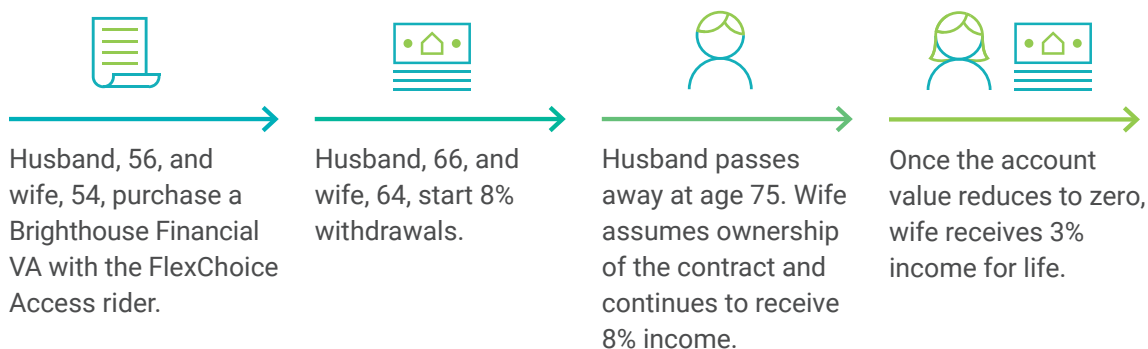 Husband, 56, and
wife, 54, purchase a
Brighthouse Financial
VA with the FlexChoice
Access rider.
Husband, 66, and
wife, 64, start 8%
withdrawals.
Husband passes
away at age 75. Wife
assumes ownership
of the contract and
continues to receive
8% income.
Once the account
value reduces to zero,
wife receives 3%
income for life.